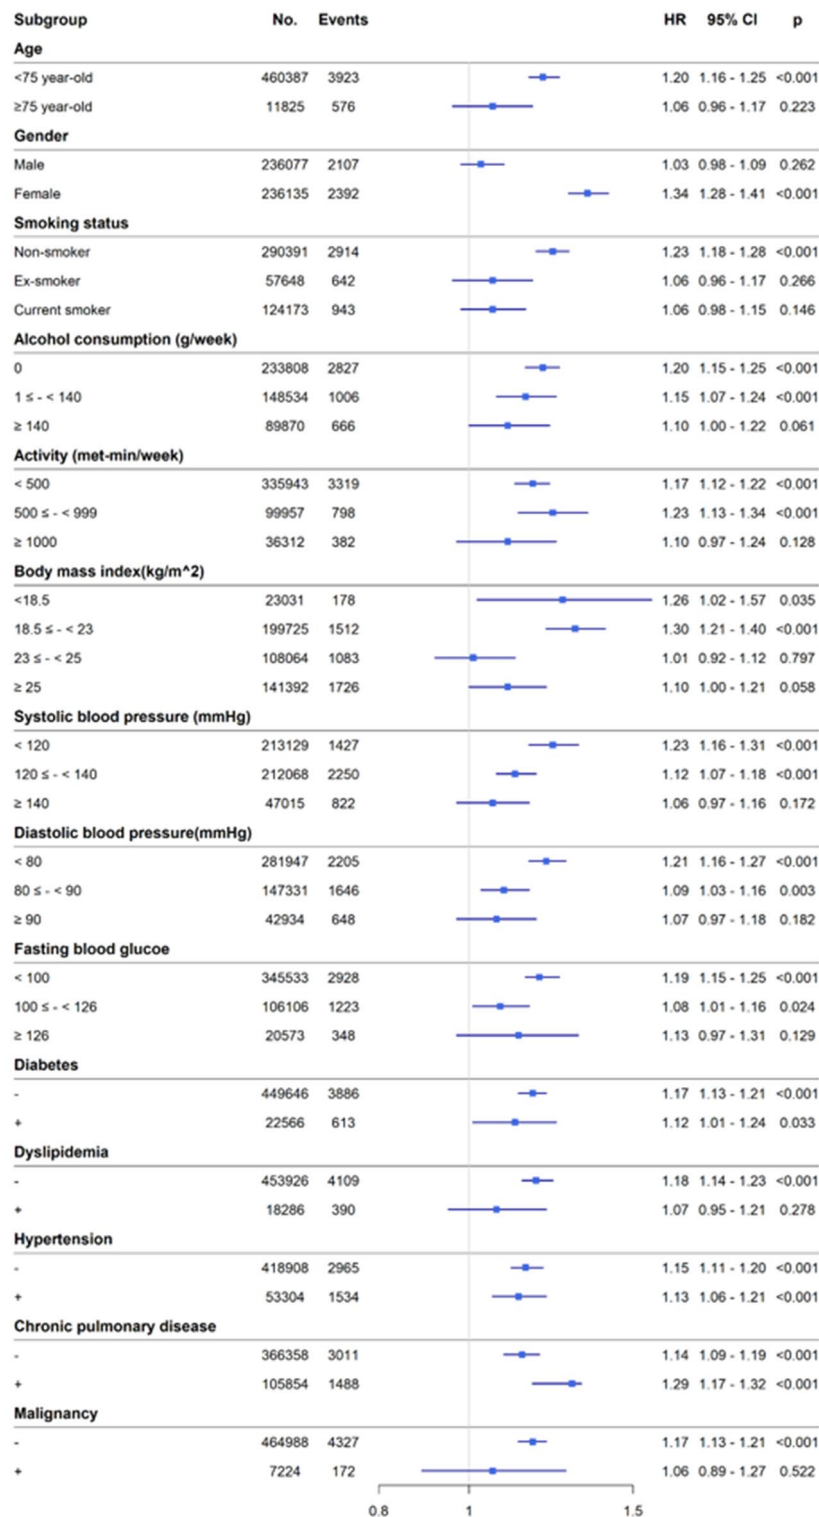 Subgroup No. Events HR 95% CI p
Age
<75 year-old 460387 3923 1.20 1.16 - 1.25 <0.001
≥75 year-old 11825 576 1.06 0.96 - 1.17 0.223
Gender
Male 236077 2107 1.03 0.98 - 1.09 0.262
Female 236135 2392 1.34 1.28 - 1.41 <0.001
Smoking status
Non-smoker 290391 2914 1.23 1.18 - 1.28 <0.001
Ex-smoker 57648 642 1.06 0.96 - 1.17 0.266
Current smoker 124173 943 1.06 0.98 - 1.15 0.146
Alcohol consumption (g/week)
0 233808 2827 1.20 1.15 - 1.25 <0.001
1 ≤ - < 140 148534 1006 1.15 1.07 - 1.24 <0.001
≥ 140 89870 666 1.10 1.00 - 1.22 0.061
Activity (met-min/week)
< 500 335943 3319 1.17 1.12 - 1.22 <0.001
500 ≤ - < 999 99957 798 1.23 1.13 - 1.34 <0.001
≥ 1000 36312 382 1.10 0.97 - 1.24 0.128
Body mass index(kg/m^2)
<18.5 23031 178 1.26 1.02 - 1.57 0.035
18.5 ≤ - < 23 199725 1512 1.30 1.21 - 1.40 <0.001
23 ≤ - < 25 108064 1083 1.01 0.92 - 1.12 0.797
≥ 25 141392 1726 1.10 1.00 - 1.21 0.058
Systolic blood pressure (mmHg)
< 120 213129 1427 1.23 1.16 - 1.31 <0.001
120 ≤ - < 140 212068 2250 1.12 1.07 - 1.18 <0.001
≥ 140 47015 822 1.06 0.97 - 1.16 0.172
Diastolic blood pressure(mmHg)
< 80 281947 2205 1.21 1.16 - 1.27 <0.001
80 ≤ - < 90 147331 1646 1.09 1.03 - 1.16 0.003
≥ 90 42934 648 1.07 0.97 - 1.18 0.182
Fasting blood glucoe
< 100 345533 2928 1.19 1.15 - 1.25 <0.001
100 ≤ - < 126 106106 1223 1.08 1.01 - 1.16 0.024
≥ 126 20573 348 1.13 0.97 - 1.31 0.129
Diabetes
- 449646 3886 1.17 1.13 - 1.21 <0.001
+ 22566 613 1.12 1.01 - 1.24 0.033
Dyslipidemia
- 453926 4109 1.18 1.14 - 1.23 <0.001
+ 18286 390 1.07 0.95 - 1.21 0.278
Hypertension
- 418908 2965 1.15 1.11 - 1.20 <0.001
+ 53304 1534 1.13 1.06 - 1.21 <0.001
Chronic pulmonary disease
- 366358 3011 1.14 1.09 - 1.19 <0.001
+ 105854 1488 1.29 1.17 - 1.32 <0.001
Malignancy
- 464988 4327 1.17 1.13 - 1.21 <0.001
+ 7224 172 1.06 0.89 - 1.27 0.522
0.8 1 1.5